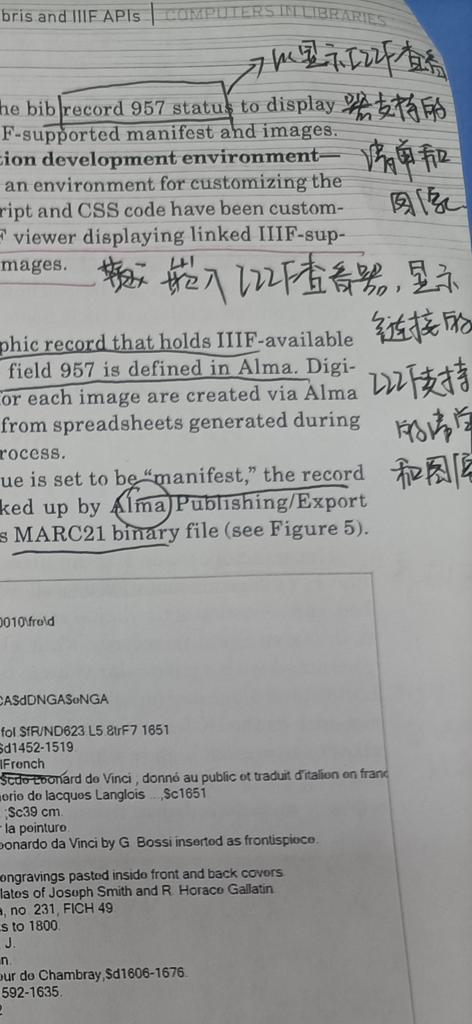 bris and IIIF APIs | COMPUTERS IN LIBRARIES
以显示IIIF查看
he bib record 957 status to display 器支持的
F-supported manifest and images.
tion development environment— 清单和
an environment for customizing the
ript and CSS code have been custom- 图像
F viewer displaying linked IIIF-sup-
mages. 嵌入IIIF查看器,显示
链接的
phic record that holds IIIF-available
field 957 is defined in Alma. Digi-
or each image are created via Alma IIIF支持
from spreadsheets generated during 的清单
rocess.
ue is set to be “manifest,” the record 和图像
ked up by Alma Publishing/Export
s MARC21 binary file (see Figure 5).
0010\fre\d
CA$dDNGA$eNGA
fol $fR/ND623.L5 8trF7 1651
$d1452-1519
lFrench
Leonard de Vinci ; donné au public et traduit d'italien en franc
erie de Iacques Langlois ...,$c1651
;$c39 cm.
r la peinture.
eonardo da Vinci by G. Bossi inserted as frontispiece.
engravings pasted inside front and back covers.
lates of Joseph Smith and R. Horace Gallatin.
a, no. 231, FICH 49.
s to 1800.
J.
n.
our de Chambray,$d1606-1676.
592-1635.